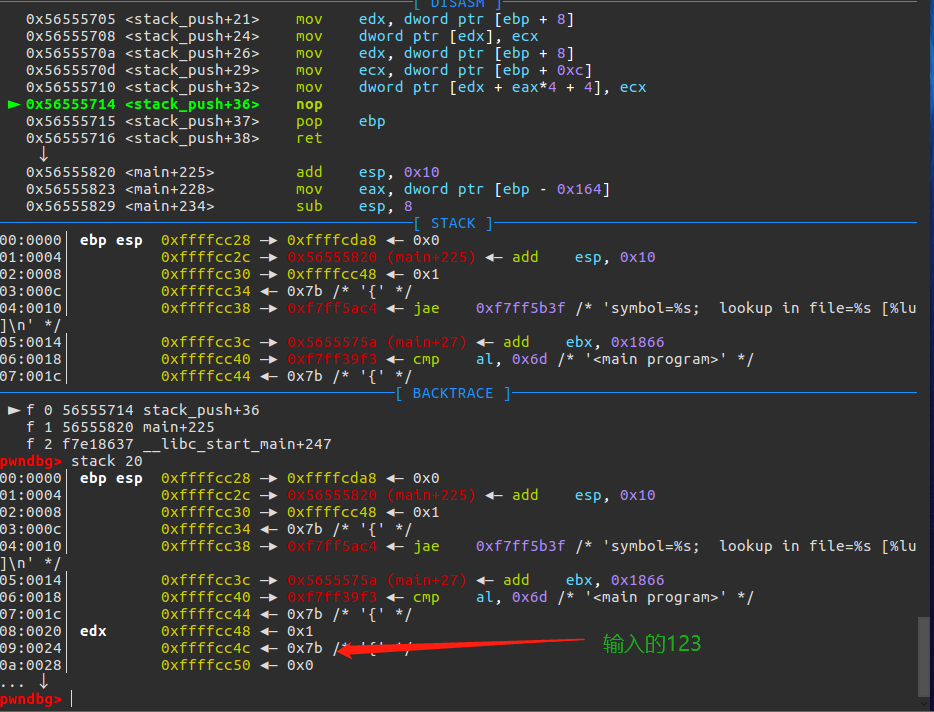 [ DISASM ]
0x56555705 <stack_push+21> mov edx, dword ptr [ebp + 8]
0x56555708 <stack_push+24> mov dword ptr [edx], ecx
0x5655570a <stack_push+26> mov edx, dword ptr [ebp + 8]
0x5655570d <stack_push+29> mov ecx, dword ptr [ebp + 0xc]
0x56555710 <stack_push+32> mov dword ptr [edx + eax*4 + 4], ecx
► 0x56555714 <stack_push+36> nop
0x56555715 <stack_push+37> pop ebp
0x56555716 <stack_push+38> ret
↓
0x56555820 <main+225> add esp, 0x10
0x56555823 <main+228> mov eax, dword ptr [ebp - 0x164]
0x56555829 <main+234> sub esp, 8
[ STACK ]
00:0000│ ebp esp 0xffffcc28 —► 0xffffcda8 ◄— 0x0
01:0004│ 0xffffcc2c —► 0x56555820 (main+225) ◄— add esp, 0x10
02:0008│ 0xffffcc30 —► 0xffffcc48 ◄— 0x1
03:000c│ 0xffffcc34 ◄— 0x7b /* '{' */
04:0010│ 0xffffcc38 —► 0xf7ff5ac4 ◄— jae 0xf7ff5b3f /* 'symbol=%s;  lookup in file=%s [%lu
]\n' */
05:0014│ 0xffffcc3c —► 0x5655575a (main+27) ◄— add ebx, 0x1866
06:0018│ 0xffffcc40 —► 0xf7ff39f3 ◄— cmp al, 0x6d /* '<main program>' */
07:001c│ 0xffffcc44 ◄— 0x7b /* '{' */
[ BACKTRACE ]
► f 0 56555714 stack_push+36
f 1 56555820 main+225
f 2 f7e18637 __libc_start_main+247
pwndbg> stack 20
00:0000│ ebp esp 0xffffcc28 —► 0xffffcda8 ◄— 0x0
01:0004│ 0xffffcc2c —► 0x56555820 (main+225) ◄— add esp, 0x10
02:0008│ 0xffffcc30 —► 0xffffcc48 ◄— 0x1
03:000c│ 0xffffcc34 ◄— 0x7b /* '{' */
04:0010│ 0xffffcc38 —► 0xf7ff5ac4 ◄— jae 0xf7ff5b3f /* 'symbol=%s;  lookup in file=%s [%lu
]\n' */
05:0014│ 0xffffcc3c —► 0x5655575a (main+27) ◄— add ebx, 0x1866
06:0018│ 0xffffcc40 —► 0xf7ff39f3 ◄— cmp al, 0x6d /* '<main program>' */
07:001c│ 0xffffcc44 ◄— 0x7b /* '{' */
08:0020│ edx 0xffffcc48 ◄— 0x1
09:0024│ 0xffffcc4c ◄— 0x7b /* '{' */ 输入的123
0a:0028│ 0xffffcc50 ◄— 0x0
... ↓
pwndbg>